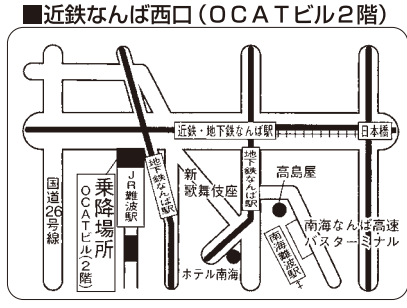 ■近鉄なんば西口(OCATビル2階)
近鉄・地下鉄なんば駅
日本橋
国道26号線
乗降場所
OCATビル(2階)
JR難波駅
地下鉄なんば駅
新歌舞伎座
地下鉄なんば駅
高島屋
ホテル南海
南海難波駅
南海なんば高速
バスターミナル